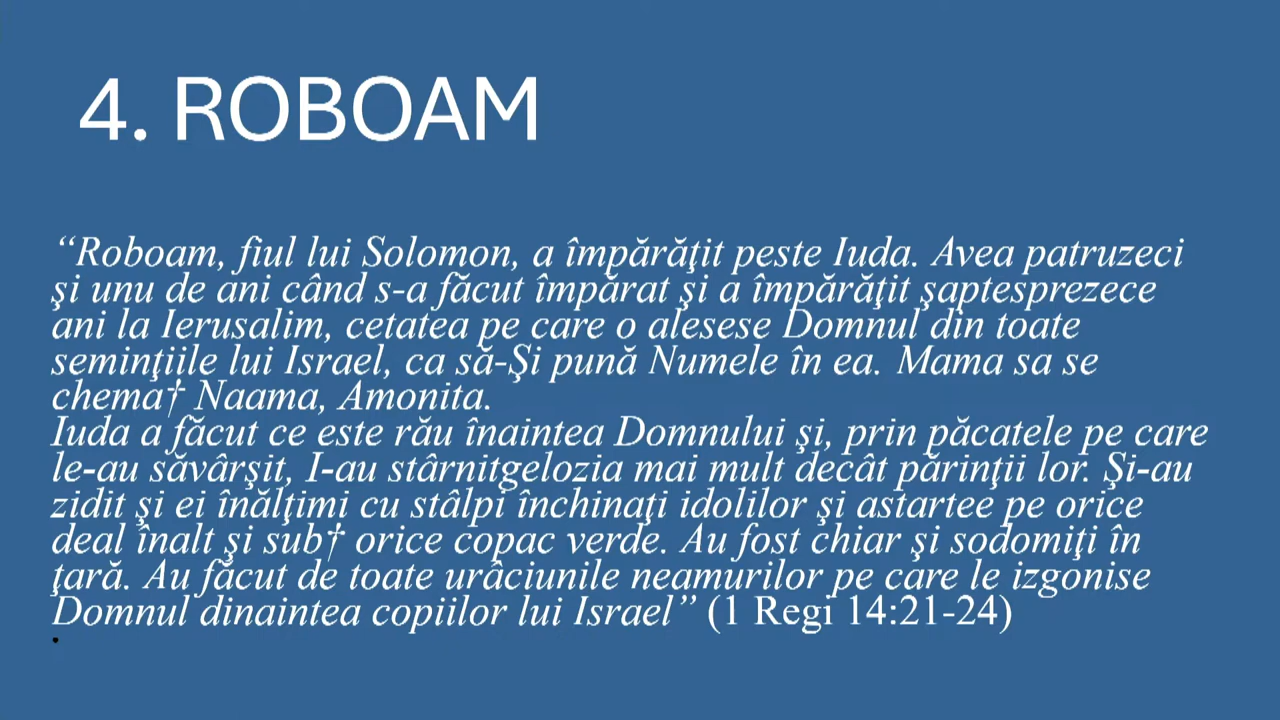 4. ROBOAM
“Roboam, fiul lui Solomon, a împărăţit peste Iuda. Avea patruzeci
şi unu de ani când s-a făcut împărat şi a împărăţit şaptesprezece
ani la Ierusalim, cetatea pe care o alesese Domnul din toate
seminţiile lui Israel, ca să-Şi pună Numele în ea. Mama sa se
chema† Naama, Amonita.
Iuda a făcut ce este rău înaintea Domnului şi, prin păcatele pe care
le-au săvârşit, I-au stârnitgelozia mai mult decât părinţii lor. Şi-au
zidit şi ei înălţimi cu stâlpi închinaţi idolilor şi astartee pe orice
deal înalt şi sub† orice copac verde. Au fost chiar şi sodomiţi în
ţară. Au făcut de toate urâciunile neamurilor pe care le izgonise
Domnul dinaintea copiilor lui Israel” (1 Regi 14:21-24)
•